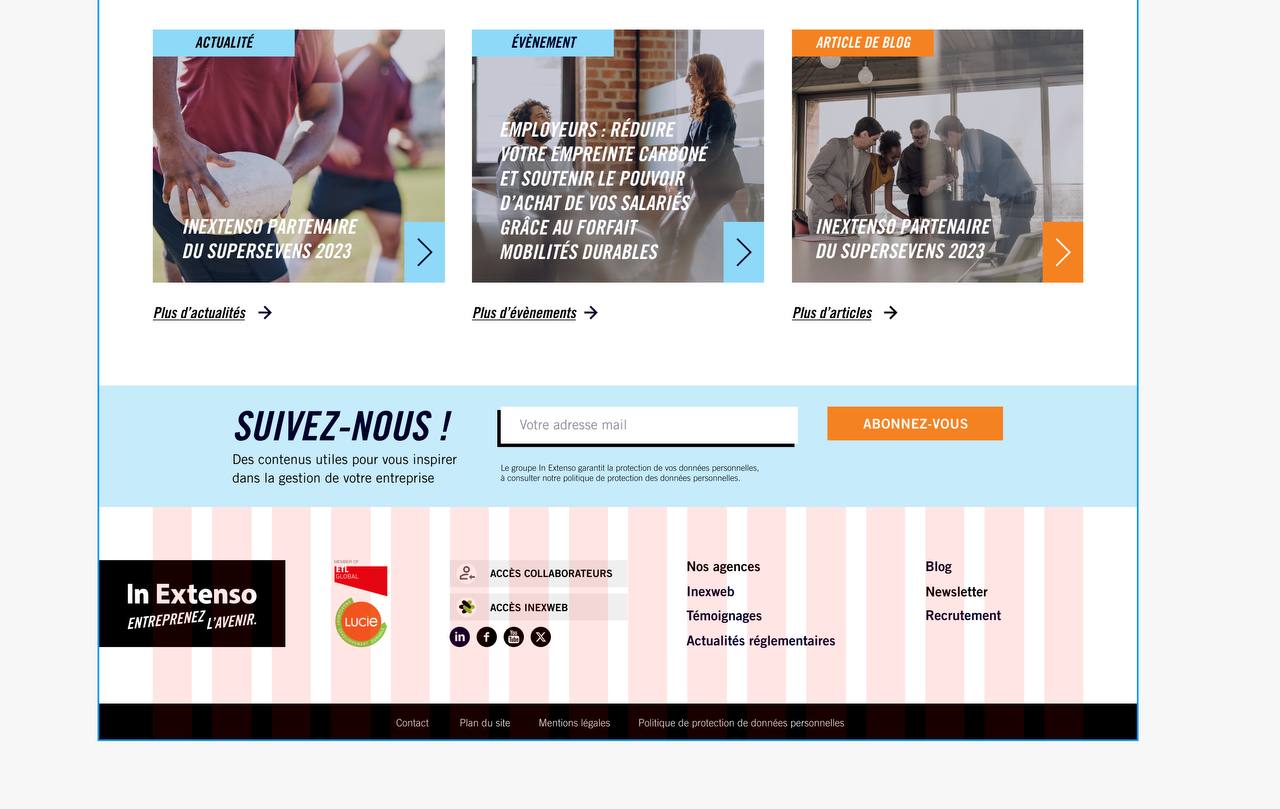 ACTUALITÉ
INEXTENSO PARTENAIRE
DU SUPERSEVENS 2023
ÉVÈNEMENT
EMPLOYEURS : RÉDUIRE
VOTRE EMPREINTE CARBONE
ET SOUTENIR LE POUVOIR
D’ACHAT DE VOS SALARIÉS
GRÂCE AU FORFAIT
MOBILITÉS DURABLES
ARTICLE DE BLOG
INEXTENSO PARTENAIRE
DU SUPERSEVENS 2023
Plus d’actualités
Plus d’évènements
Plus d’articles
SUIVEZ-NOUS !
Des contenus utiles pour vous inspirer
dans la gestion de votre entreprise
Votre adresse mail
ABONNEZ-VOUS
Le groupe In Extenso garantit la protection de vos données personnelles,
à consulter notre politique de protection des données personnelles.
In Extenso
ENTREPRENEZ L’AVENIR.
MEMBER OF
ETL
GLOBAL
LUCIE
ACCÈS COLLABORATEURS
ACCÈS INEXWEB
in
f
You
Tube
X
Nos agences
Inexweb
Témoignages
Actualités réglementaires
Blog
Newsletter
Recrutement
Contact
Plan du site
Mentions légales
Politique de protection de données personnelles